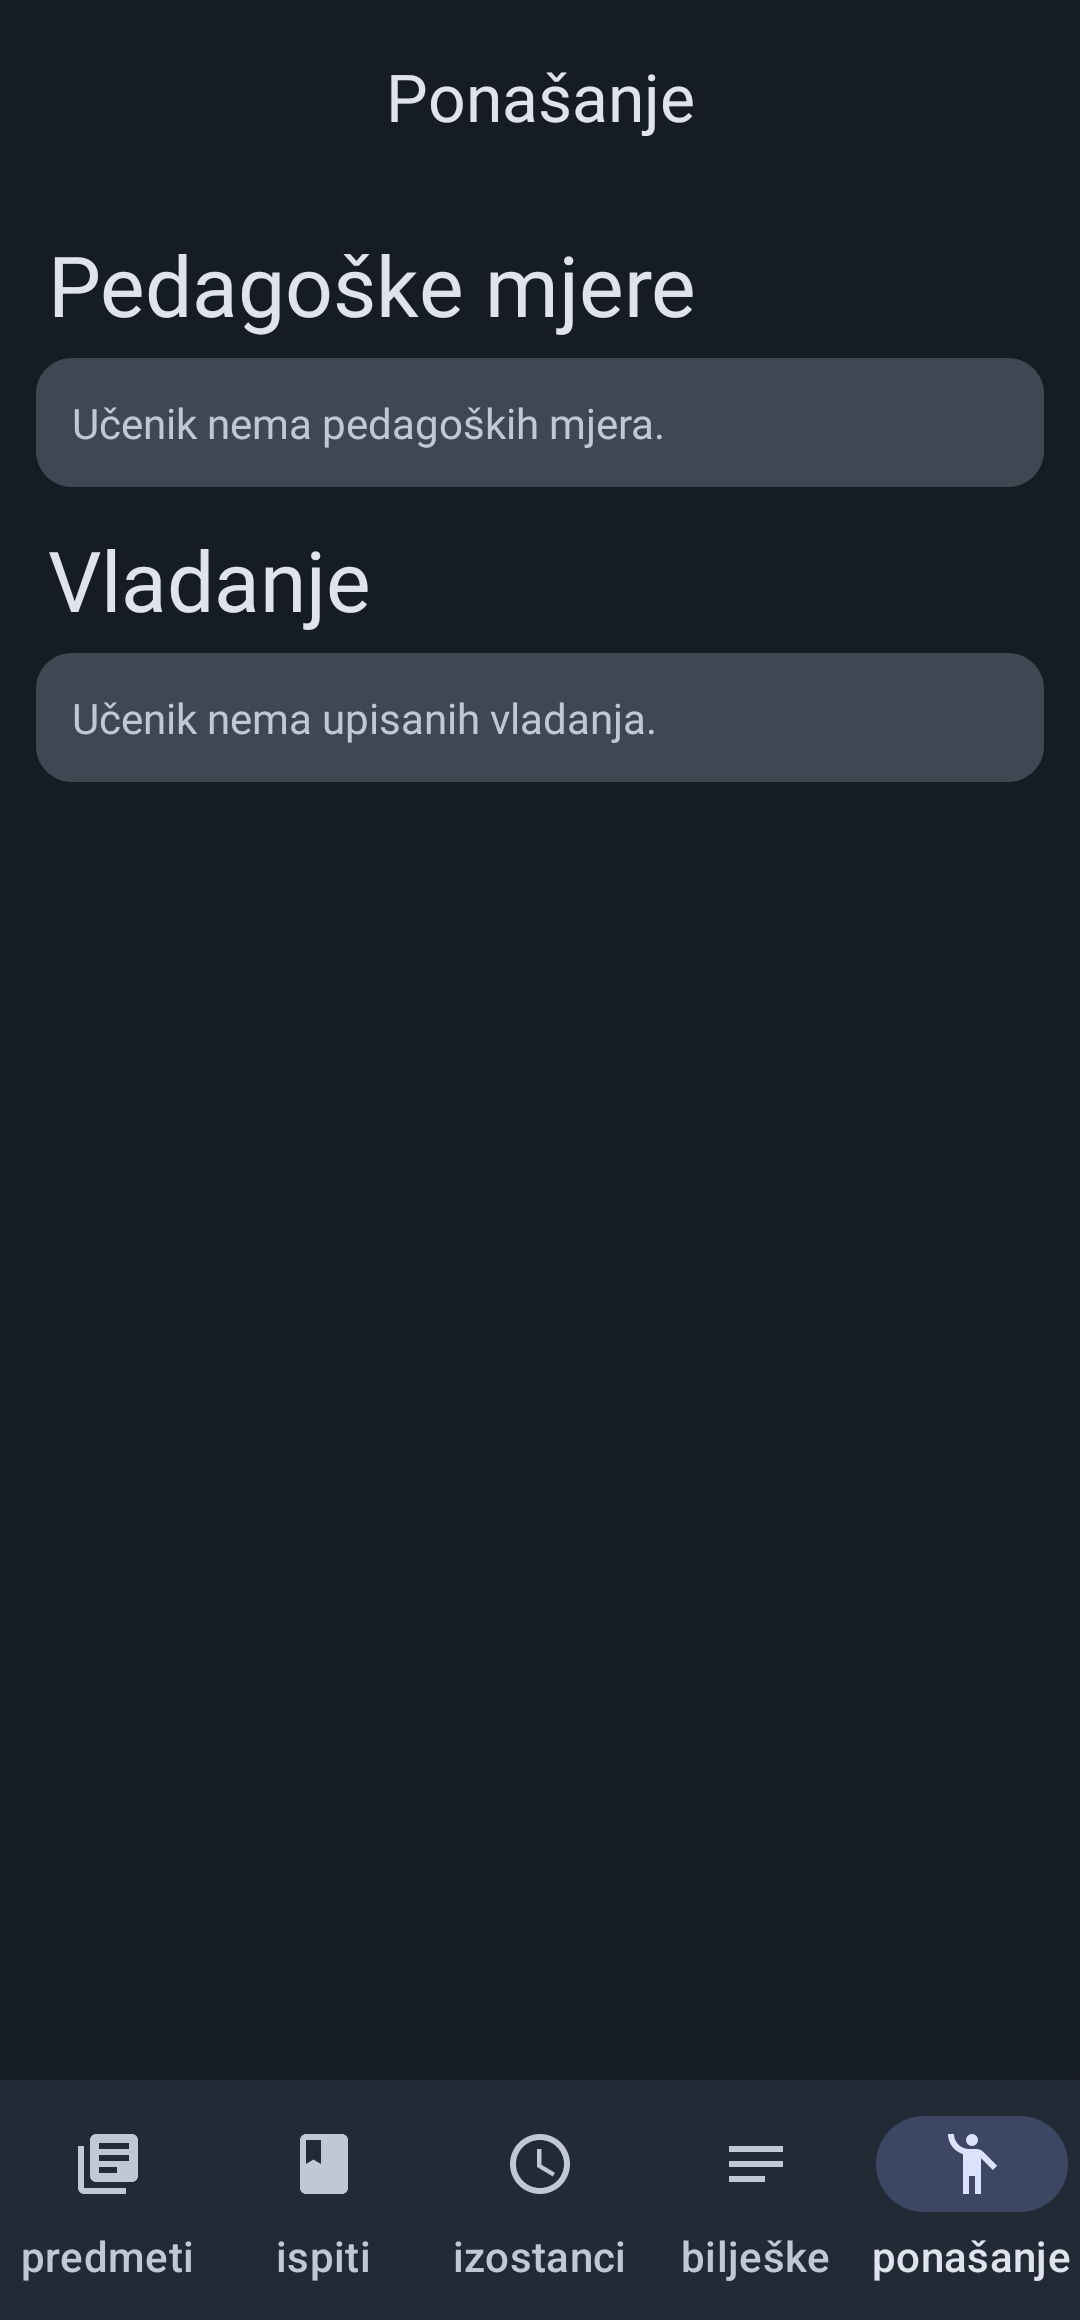 Ponašanje
Pedagoške mjere
Učenik nema pedagoških mjera.
Vladanje
Učenik nema upisanih vladanja.
predmeti
ispiti
izostanci
bilješke
ponašanje